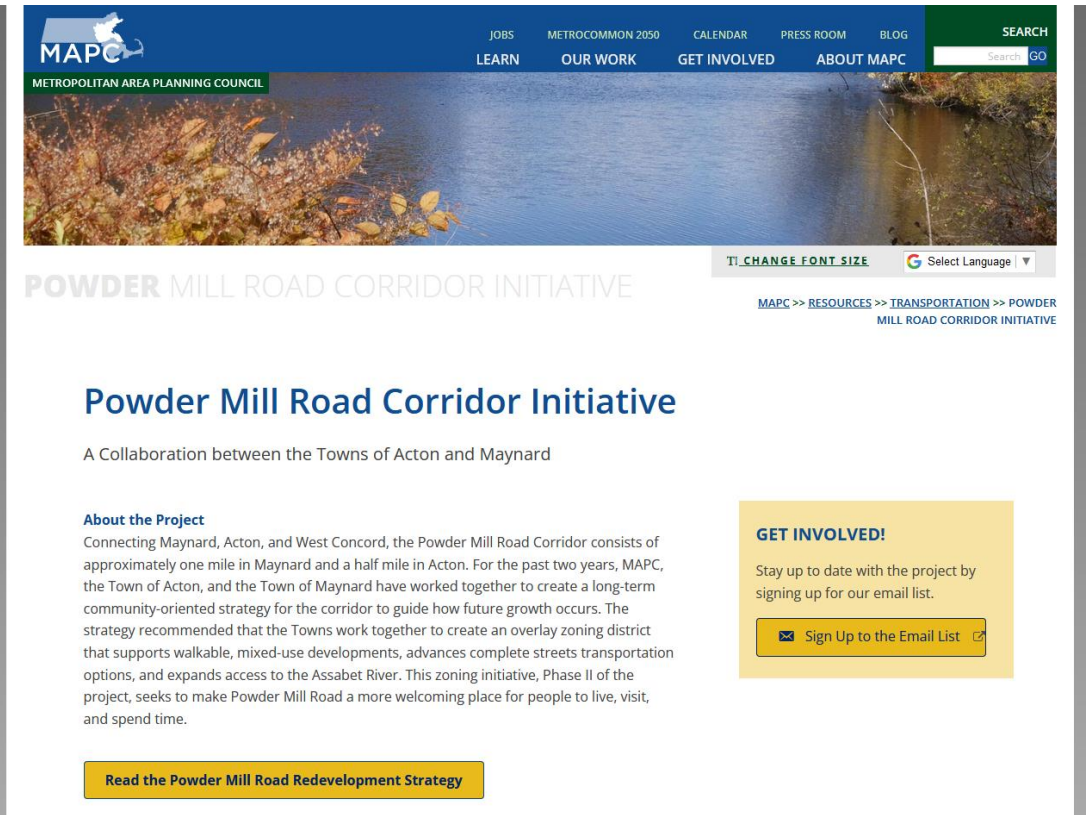 MAPC
METROPOLITAN AREA PLANNING COUNCIL
JOBS METROCOMMON 2050 CALENDAR PRESS ROOM BLOG
LEARN OUR WORK GET INVOLVED ABOUT MAPC
SEARCH
Search GO
T! CHANGE FONT SIZE
G Select Language ▼
POWDER MILL ROAD CORRIDOR INITIATIVE
MAPC >> RESOURCES >> TRANSPORTATION >> POWDER
MILL ROAD CORRIDOR INITIATIVE
Powder Mill Road Corridor Initiative
A Collaboration between the Towns of Acton and Maynard
About the Project
Connecting Maynard, Acton, and West Concord, the Powder Mill Road Corridor consists of
approximately one mile in Maynard and a half mile in Acton. For the past two years, MAPC,
the Town of Acton, and the Town of Maynard have worked together to create a long-term
community-oriented strategy for the corridor to guide how future growth occurs. The
strategy recommended that the Towns work together to create an overlay zoning district
that supports walkable, mixed-use developments, advances complete streets transportation
options, and expands access to the Assabet River. This zoning initiative, Phase II of the
project, seeks to make Powder Mill Road a more welcoming place for people to live, visit,
and spend time.
Read the Powder Mill Road Redevelopment Strategy
GET INVOLVED!
Stay up to date with the project by
signing up for our email list.
Sign Up to the Email List